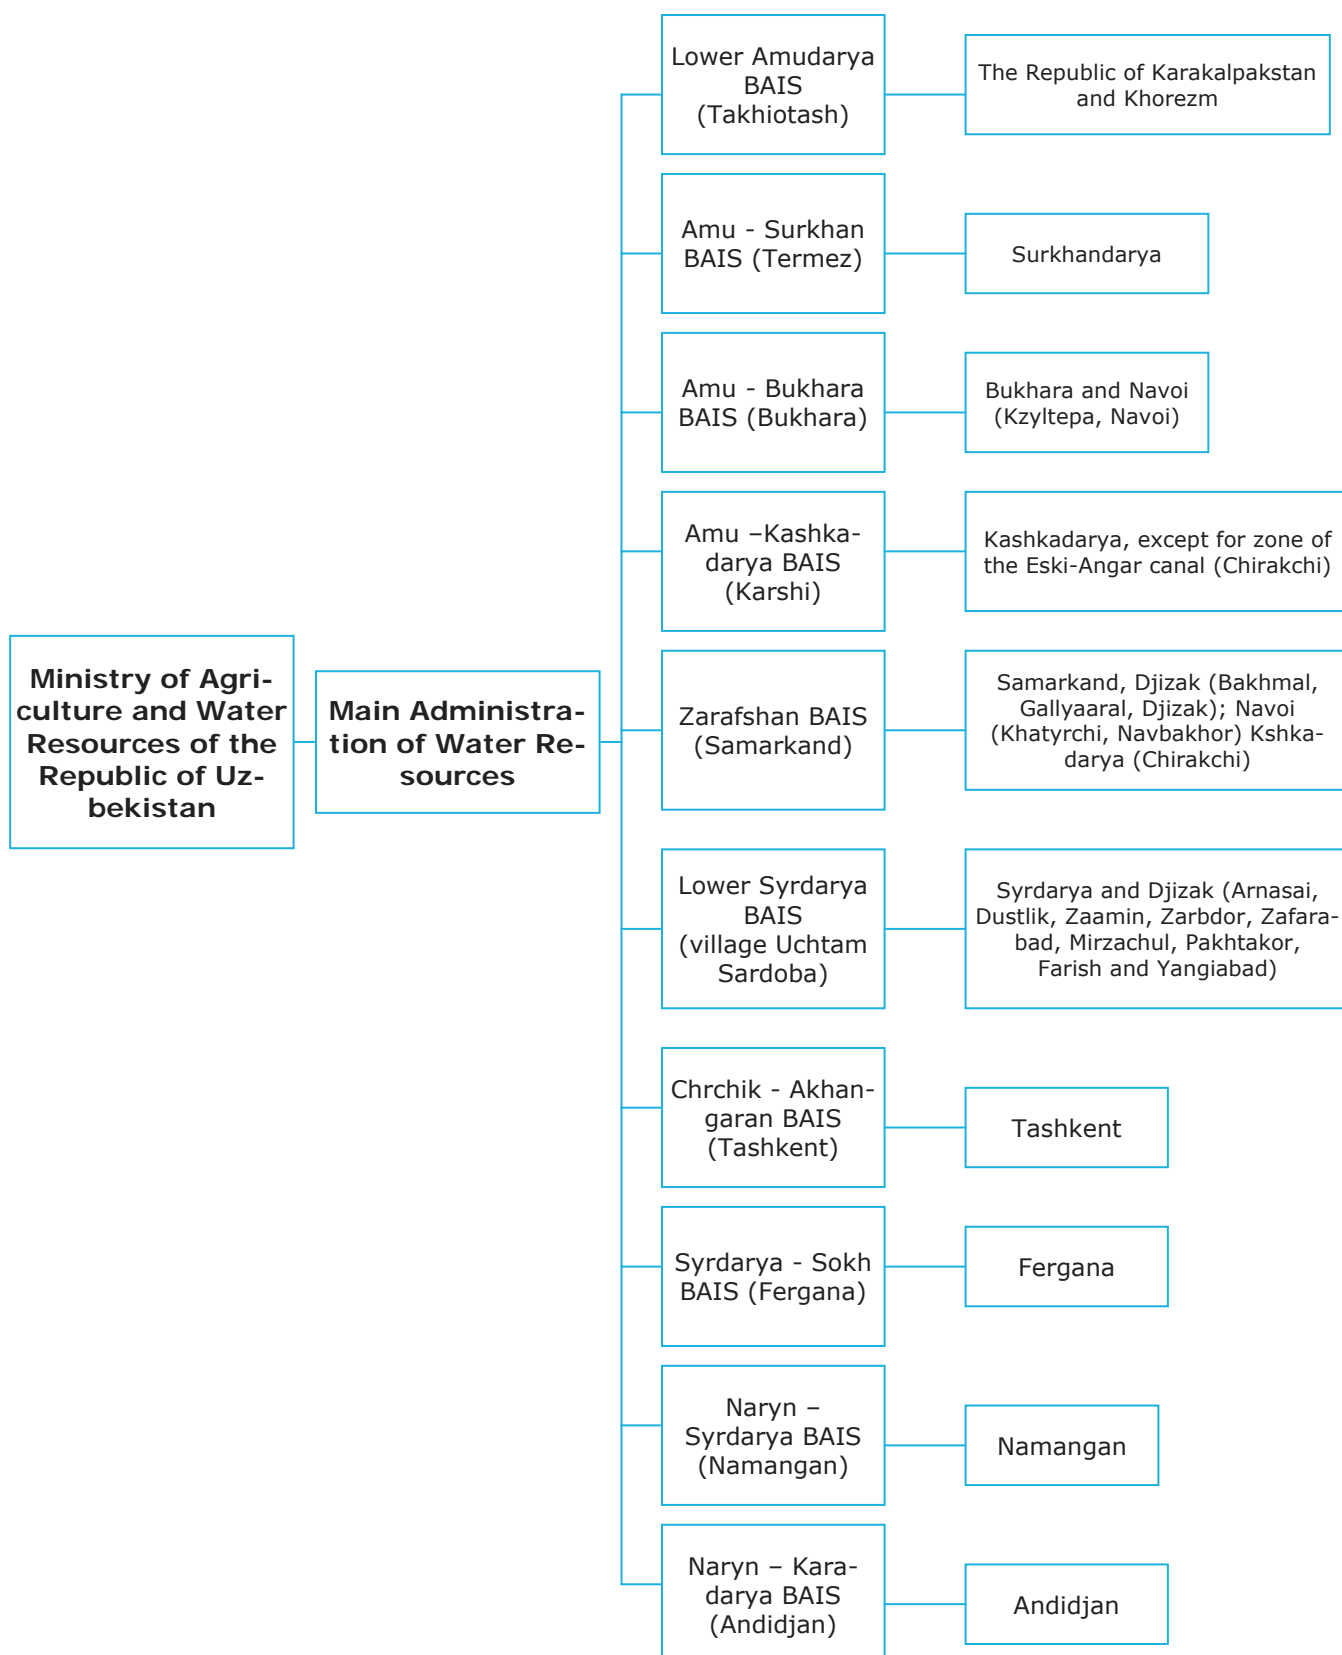 Ministry of Agri-
culture and Water
Resources of the
Republic of Uz-
bekistan
Main Administra-
tion of Water Re-
sources
Lower Amudarya
BAIS
(Takhiotash)
The Republic of Karakalpakstan
and Khorezm
Amu - Surkhan
BAIS (Termez)
Surkhandarya
Amu - Bukhara
BAIS (Bukhara)
Bukhara and Navoi
(Kzyltepa, Navoi)
Amu –Kashka-
darya BAIS
(Karshi)
Kashkadarya, except for zone of
the Eski-Angar canal (Chirakchi)
Zarafshan BAIS
(Samarkand)
Samarkand, Djizak (Bakhmal,
Gallyaaral, Djizak); Navoi
(Khatyrchi, Navbakhor) Kshka-
darya (Chirakchi)
Lower Syrdarya
BAIS
(village Uchtam
Sardoba)
Syrdarya and Djizak (Arnasai,
Dustlik, Zaamin, Zarbdor, Zafara-
bad, Mirzachul, Pakhtakor,
Farish and Yangiabad)
Chrchik - Akhan-
garan BAIS
(Tashkent)
Tashkent
Syrdarya - Sokh
BAIS (Fergana)
Fergana
Naryn –
Syrdarya BAIS
(Namangan)
Namangan
Naryn – Kara-
darya BAIS
(Andidjan)
Andidjan